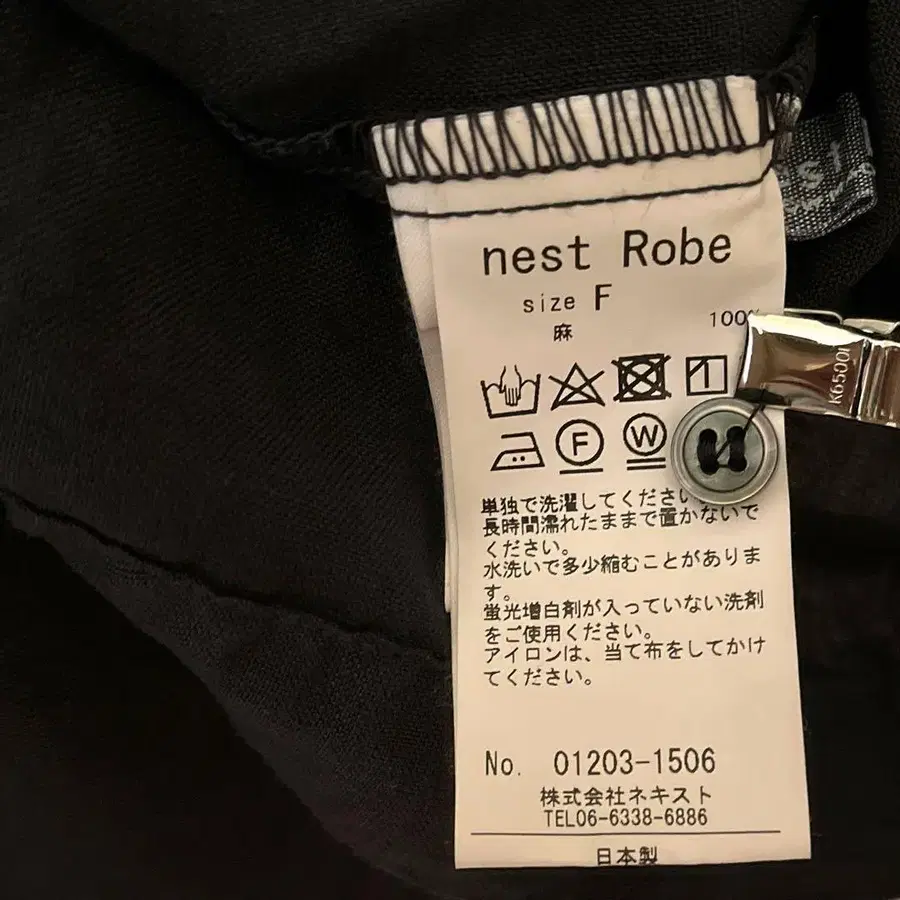 nest Robe
size F
麻 100%
F W
単独で洗濯してください
長時間濡れたままで置かないで
ください。
水洗いで多少縮むことがありま
す。
蛍光増白剤が入っていない洗剤
をご使用ください。
アイロンは、当て布をしてかけ
てください。
No. 01203-1506
株式会社ネキスト
TEL06-6338-6886
日本製
K6500